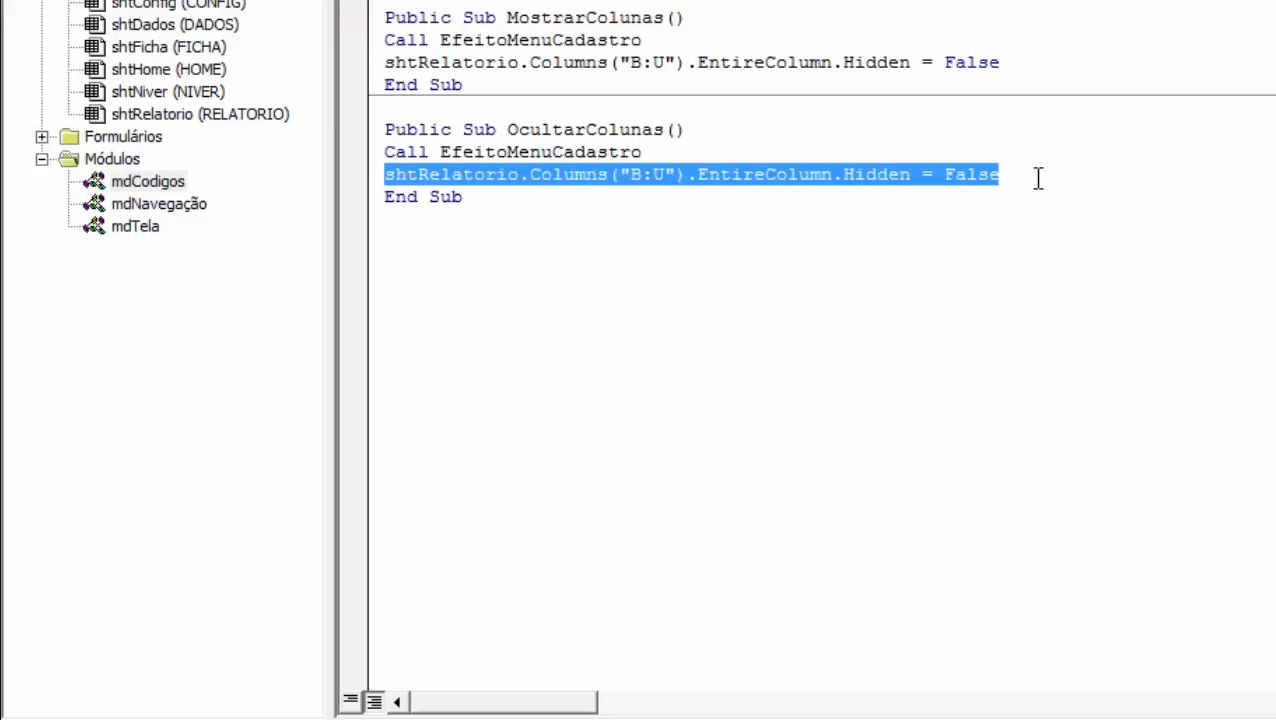 shtConfig (CONFIG)
shtDados (DADOS)
shtFicha (FICHA)
shtHome (HOME)
shtNiver (NIVER)
shtRelatorio (RELATORIO)
Formulários
Módulos
mdCodigos
mdNavegação
mdTela
Public Sub MostrarColunas()
Call EfeitoMenuCadastro
shtRelatorio.Columns("B:U").EntireColumn.Hidden = False
End Sub
Public Sub OcultarColunas()
Call EfeitoMenuCadastro
shtRelatorio.Columns("B:U").EntireColumn.Hidden = False
End Sub